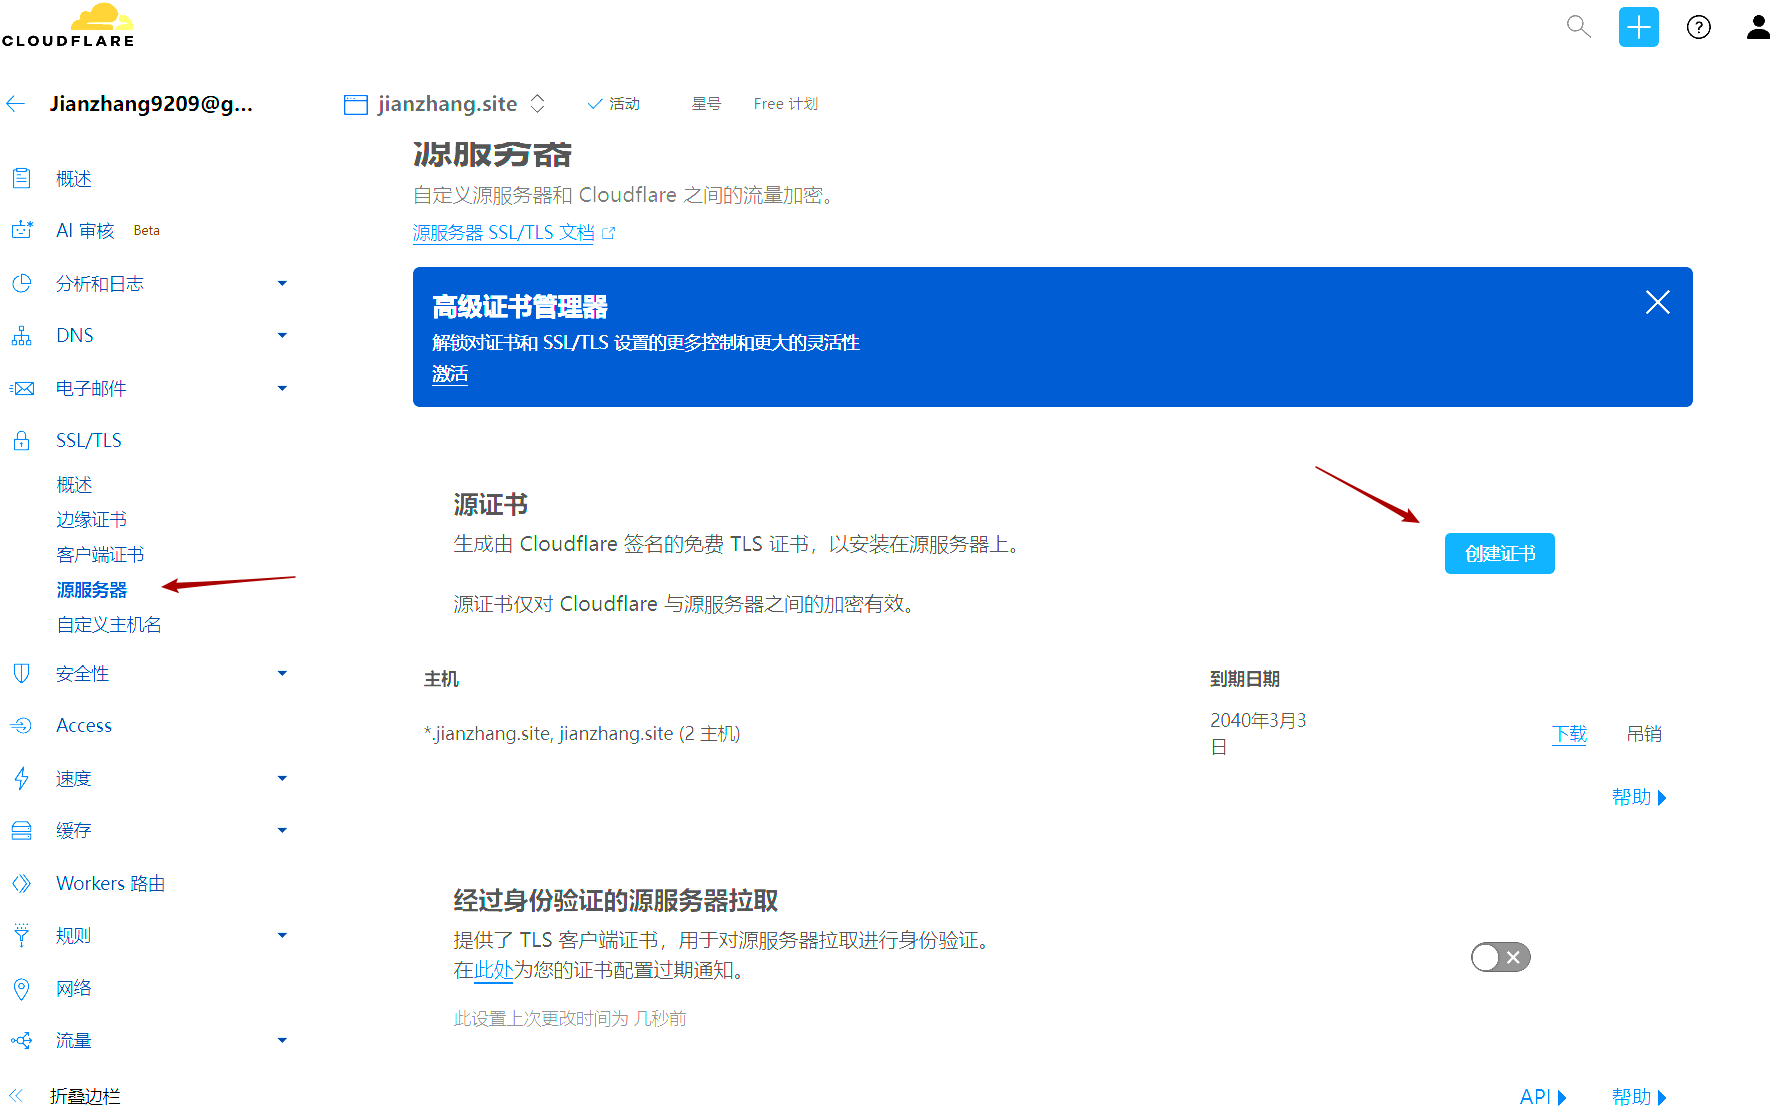 CLOUDFLARE
Jianzhang9209@g...
jianzhang.site
活动
星号
Free 计划
概述
AI 审核 Beta
分析和日志
DNS
电子邮件
SSL/TLS
概述
边缘证书
客户端证书
源服务器
自定义主机名
安全性
Access
速度
缓存
Workers 路由
规则
网络
流量
折叠边栏
源服务器
自定义源服务器和 Cloudflare 之间的流量加密。
源服务器 SSL/TLS 文档
高级证书管理器
解锁对证书和 SSL/TLS 设置的更多控制和更大的灵活性
激活
源证书
生成由 Cloudflare 签名的免费 TLS 证书，以安装在源服务器上。
源证书仅对 Cloudflare 与源服务器之间的加密有效。
创建证书
主机
到期日期
*.jianzhang.site, jianzhang.site (2 主机)
2040年3月3
日
下载
吊销
帮助
经过身份验证的源服务器拉取
提供了 TLS 客户端证书，用于对源服务器拉取进行身份验证。
在此处为您的证书配置过期通知。
此设置上次更改时间为 几秒前
API
帮助